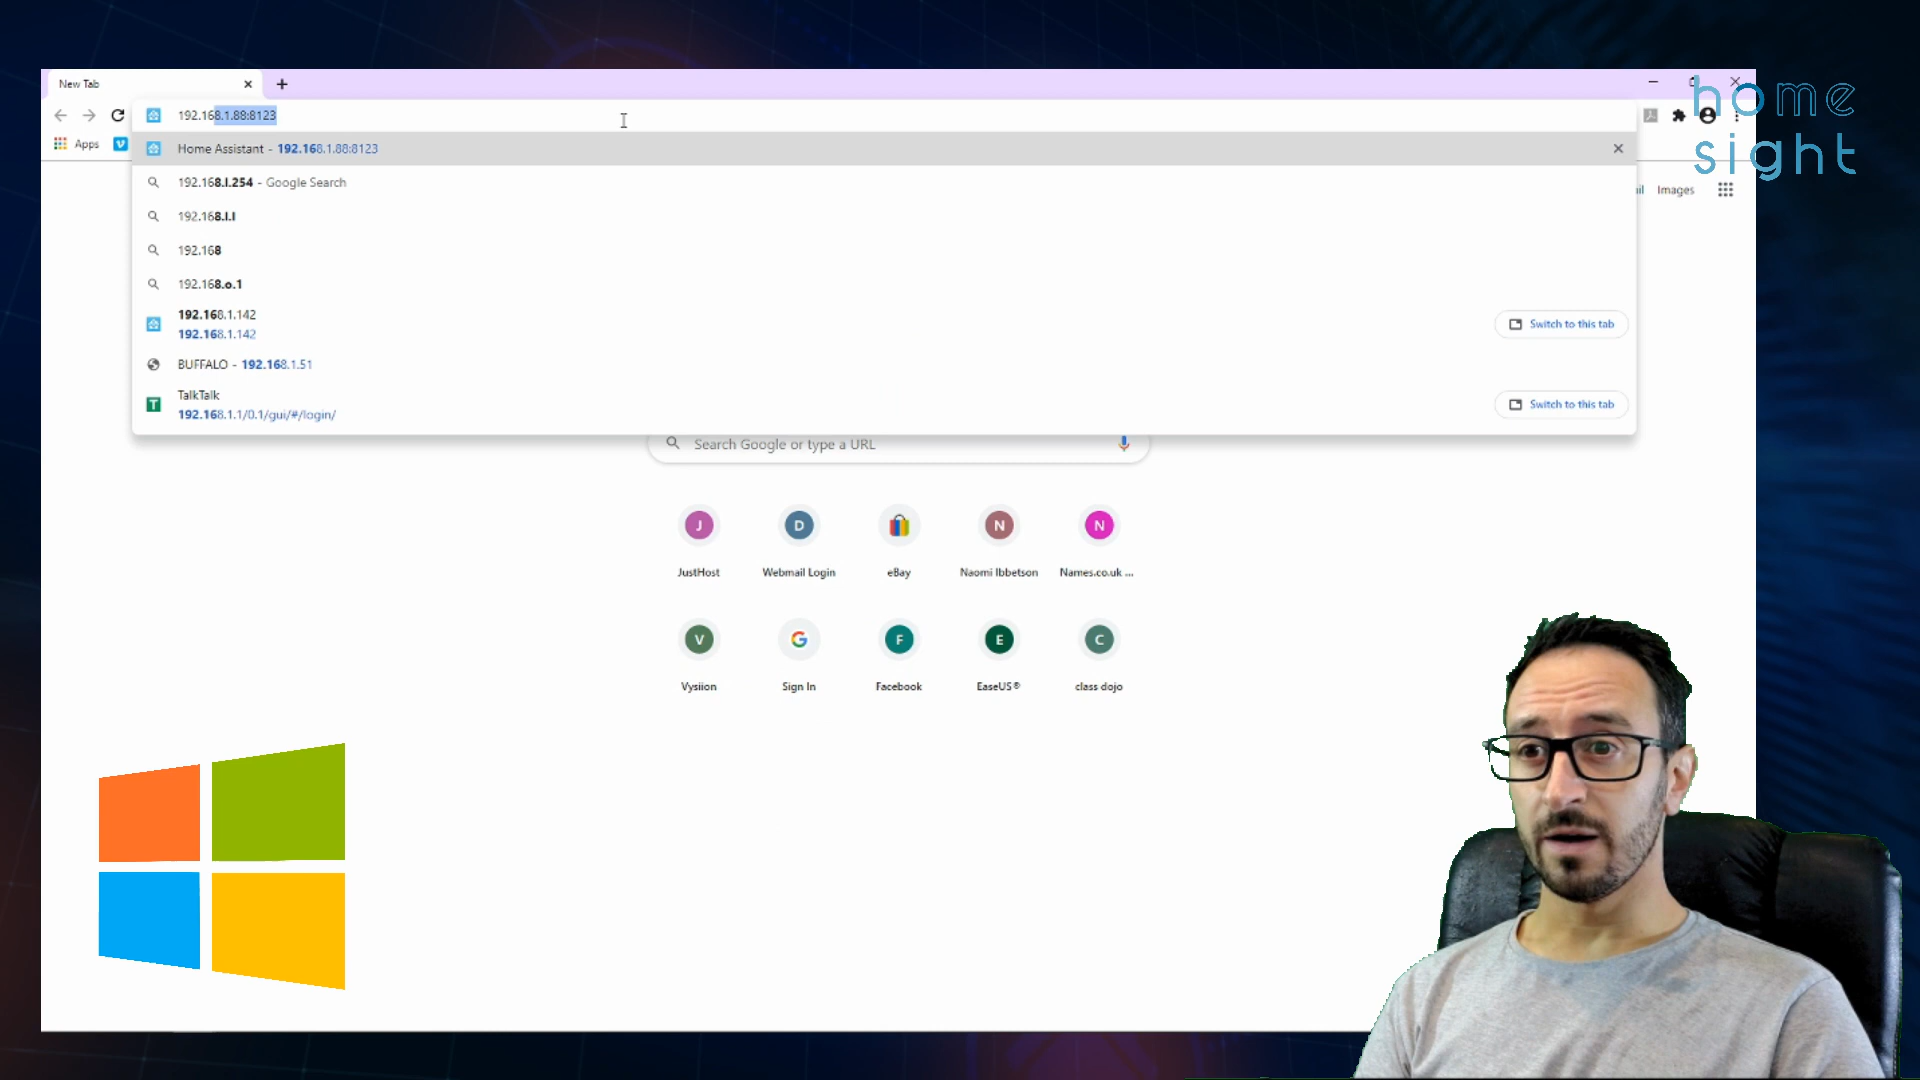 New Tab
192.168.1.88:8123
Home Assistant - 192.168.1.88:8123
192.168.l.254 - Google Search
192.168.l.l
192.168
192.168.o.1
192.168.1.142
192.168.1.142
Switch to this tab
BUFFALO - 192.168.1.51
TalkTalk
192.168.1.1/0.1/gui/#/login/
Switch to this tab
Apps
home
sight
Images
Search Google or type a URL
J
D
N
N
JustHost
Webmail Login
eBay
Naomi Ibbetson
Names.co.uk ...
V
G
F
E
C
Vysiion
Sign In
Facebook
EaseUS®
class dojo